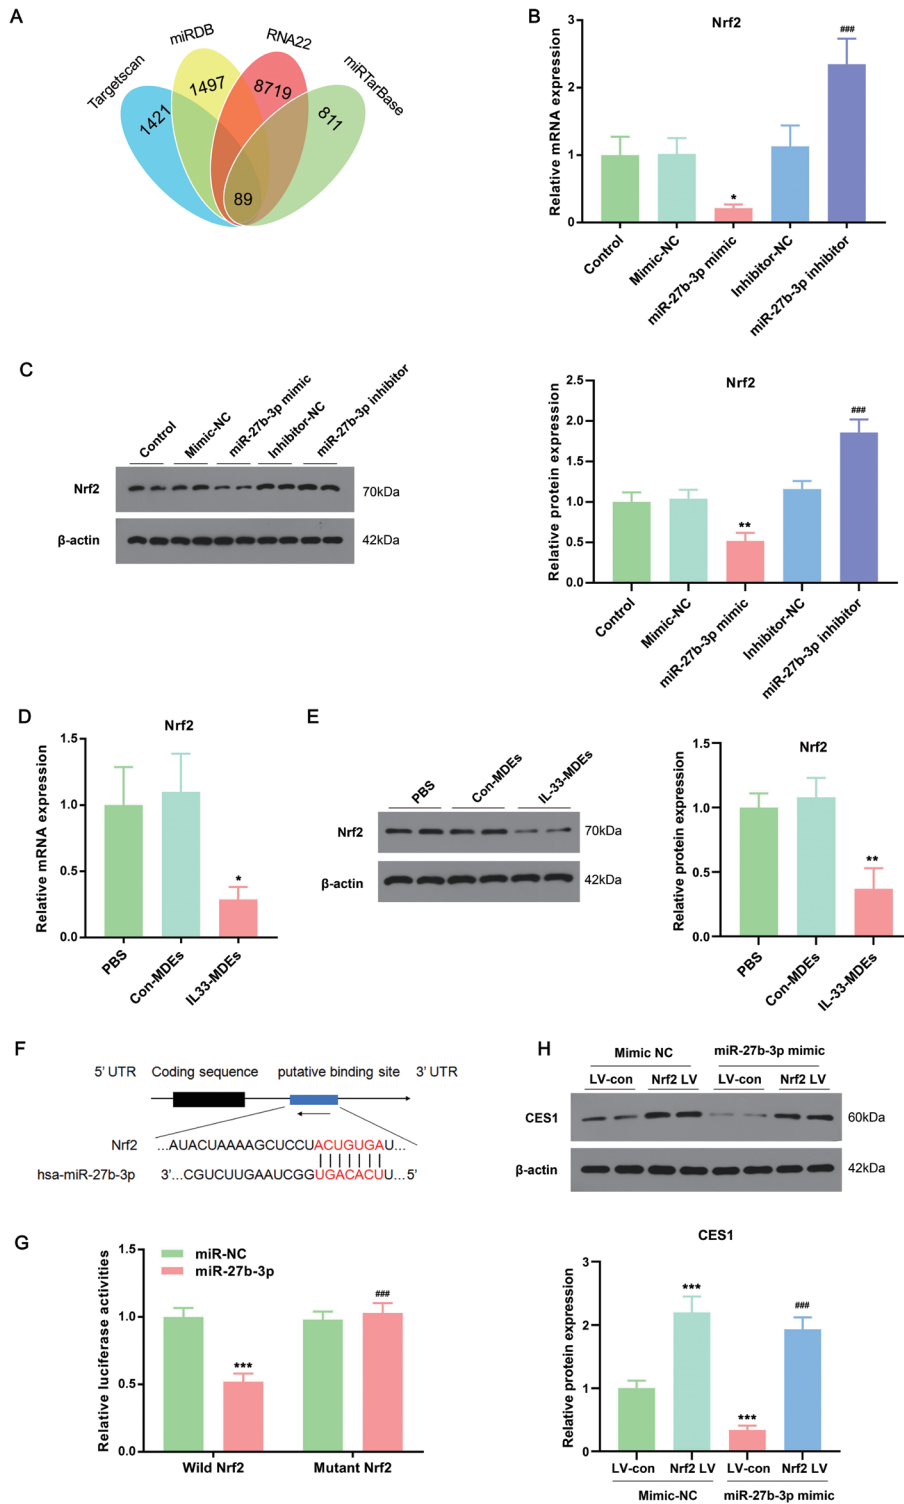 A
Targetscan
miRDB
RNA22
miRTarBase
1421
1497
8719
811
89
B
Nrf2
Relative mRNA expression
3
2
1
0
*
###
Control
Mimic-NC
miR-27b-3p mimic
Inhibitor-NC
miR-27b-3p inhibitor
C
Control
Mimic-NC
miR-27b-3p mimic
Inhibitor-NC
miR-27b-3p inhibitor
Nrf2
70kDa
β-actin
42kDa
Nrf2
Relative protein expression
2.5
2.0
1.5
1.0
0.5
0.0
**
###
Control
Mimic-NC
miR-27b-3p mimic
Inhibitor-NC
miR-27b-3p inhibitor
D
Nrf2
Relative mRNA expression
1.5
1.0
0.5
0.0
*
PBS
Con-MDEs
IL33-MDEs
E
PBS
Con-MDEs
IL-33-MDEs
Nrf2
70kDa
β-actin
42kDa
Nrf2
Relative protein expression
1.5
1.0
0.5
0.0
**
PBS
Con-MDEs
IL-33-MDEs
F
5' UTR Coding sequence putative binding site 3' UTR
Nrf2 ...AUACUAAAAGCUCCUACUGUGAU...
hsa-miR-27b-3p 3'...CGUCUUGAAUCGGUGACACUU...5'
G
Relative luciferase activities
1.5
1.0
0.5
0.0
miR-NC
miR-27b-3p
***
###
Wild Nrf2
Mutant Nrf2
H
Mimic NC miR-27b-3p mimic
LV-con Nrf2 LV LV-con Nrf2 LV
CES1
60kDa
β-actin
42kDa
CES1
Relative protein expression
3
2
1
0
***
***
###
LV-con Nrf2 LV LV-con Nrf2 LV
Mimic-NC miR-27b-3p mimic